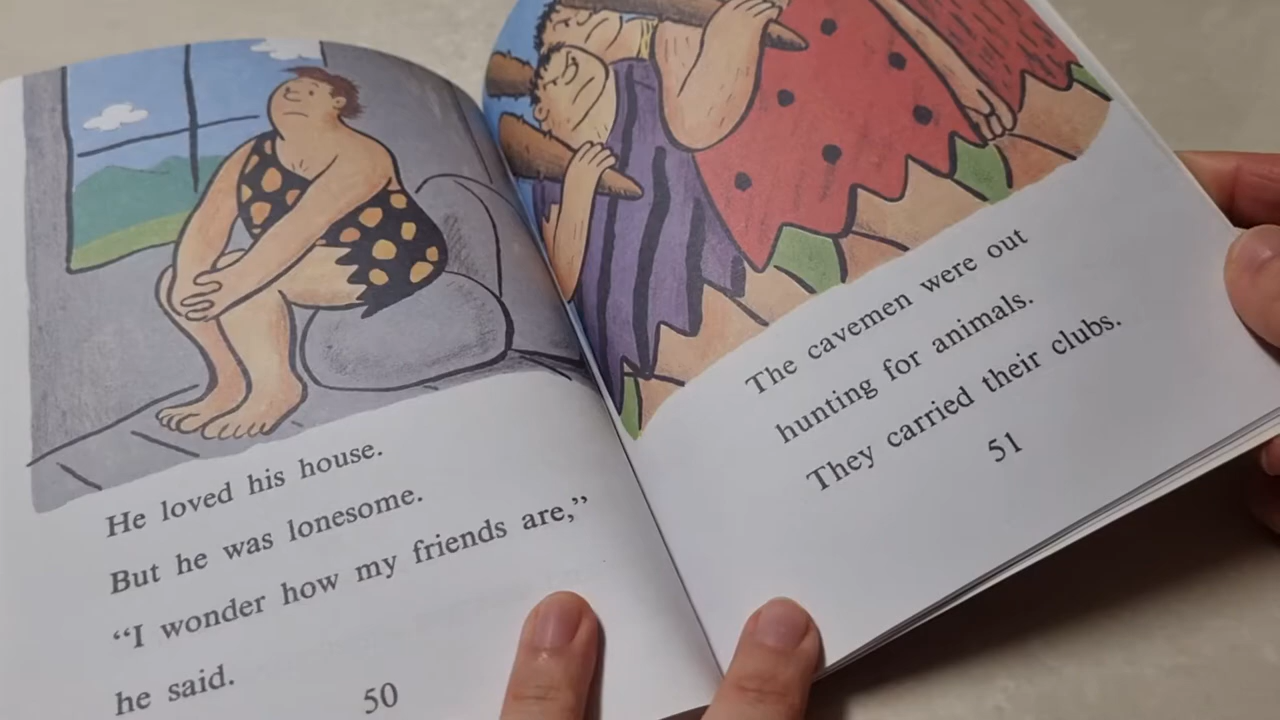 He loved his house.
But he was lonesome.
“I wonder how my friends are,”
he said.
50
The cavemen were out
hunting for animals.
They carried their clubs.
51